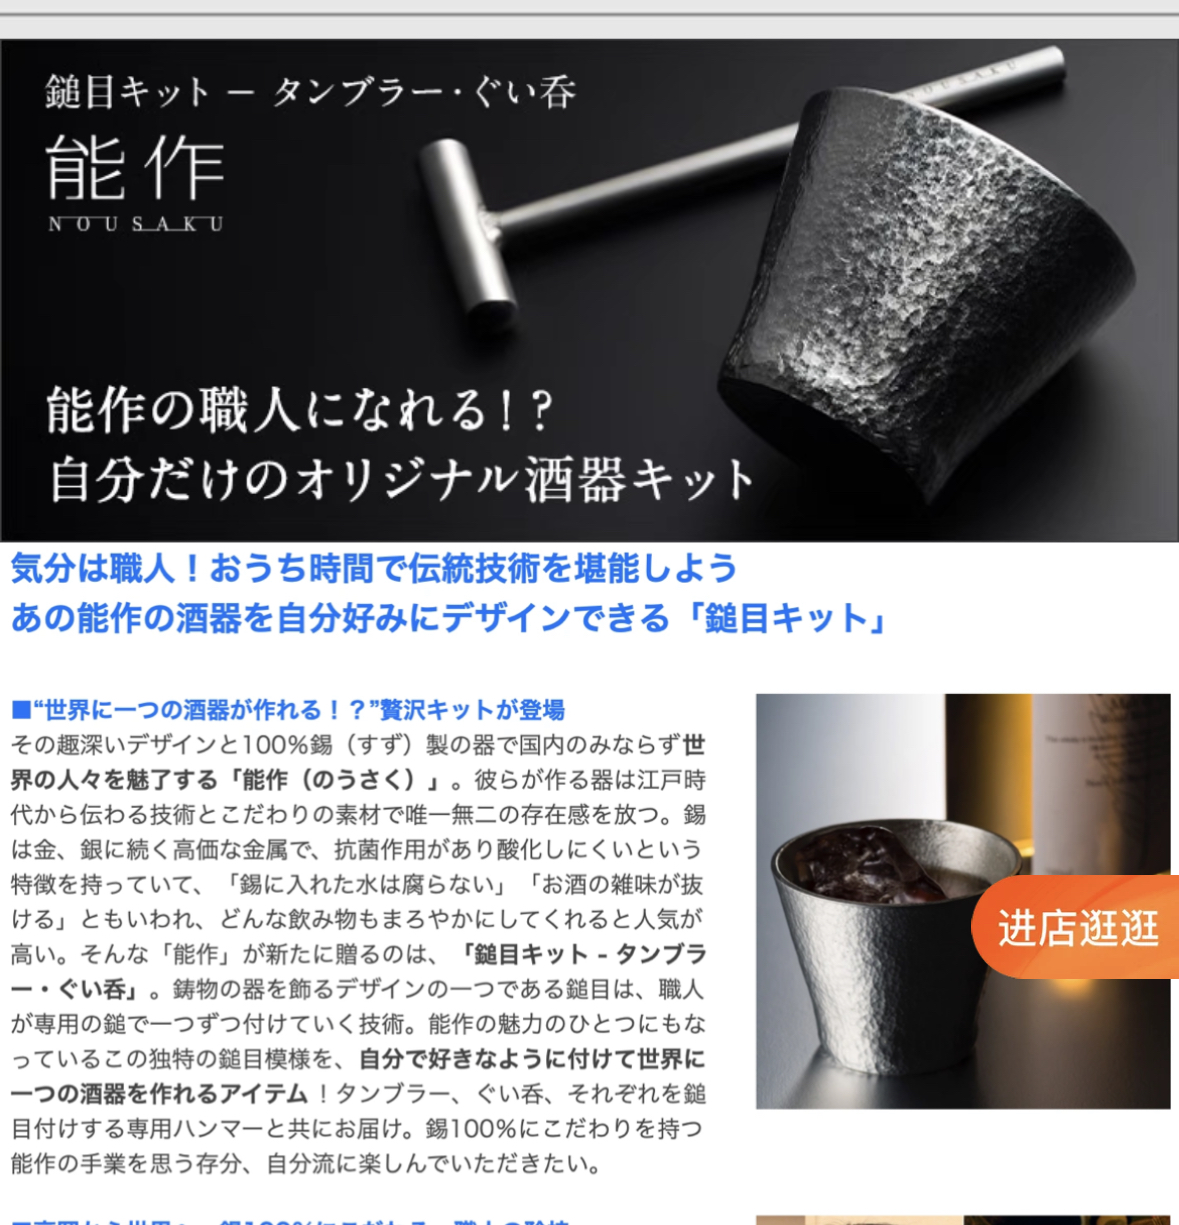 鎚目キット − タンブラー・ぐい呑
能作
NOUSAKU
NOUSAKU
能作の職人になれる！？
自分だけのオリジナル酒器キット
気分は職人！おうち時間で伝統技術を堪能しよう
あの能作の酒器を自分好みにデザインできる「鎚目キット」
■“世界に一つの酒器が作れる！？”贅沢キットが登場
その趣深いデザインと100%錫（すず）製の器で国内のみならず世
界の人々を魅了する「能作（のうさく）」。彼らが作る器は江戸時
代から伝わる技術とこだわりの素材で唯一無二の存在感を放つ。錫
は金、銀に続く高価な金属で、抗菌作用があり酸化しにくいという
特徴を持っていて、「錫に入れた水は腐らない」「お酒の雑味が抜
ける」ともいわれ、どんな飲み物もまろやかにしてくれると人気が
高い。そんな「能作」が新たに贈るのは、「鎚目キット - タンブラ
ー・ぐい呑」。鋳物の器を飾るデザインの一つである鎚目は、職人
が専用の鎚で一つずつ付けていく技術。能作の魅力のひとつにもな
っているこの独特の鎚目模様を、自分で好きなように付けて世界に
一つの酒器を作れるアイテム！タンブラー、ぐい呑、それぞれを鎚
目付けする専用ハンマーと共にお届け。錫100%にこだわりを持つ
能作の手業を思う存分、自分流に楽しんでいただきたい。
进店逛逛